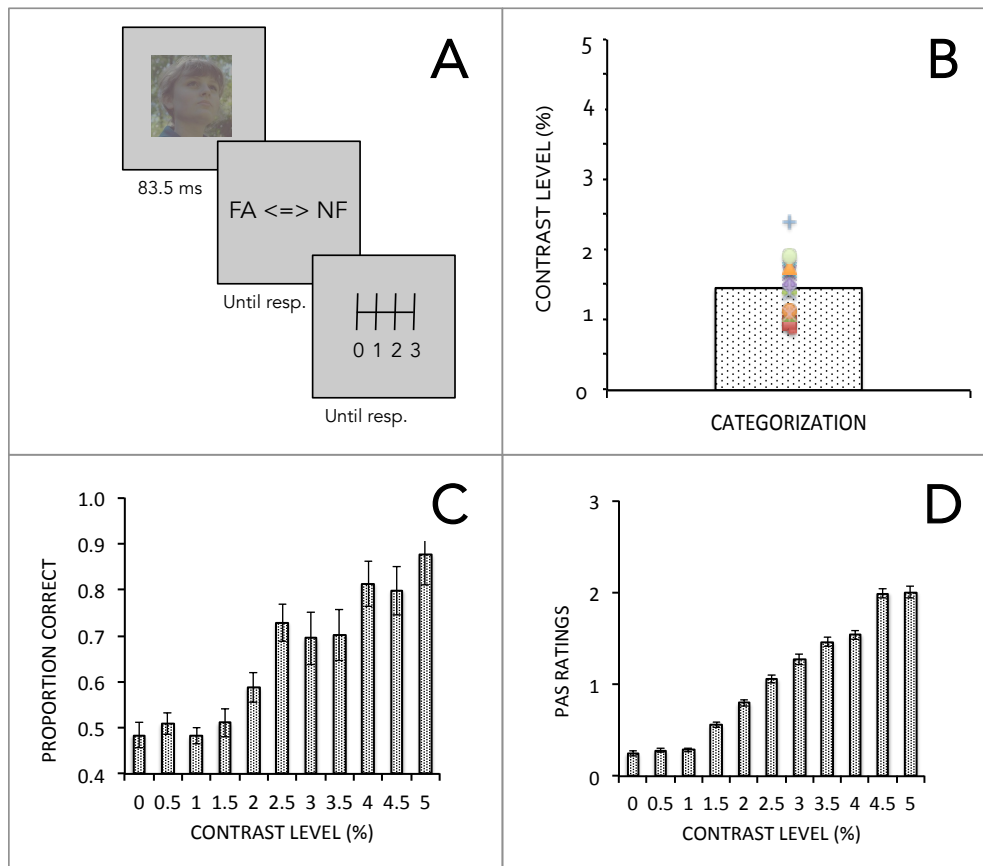 A
83.5 ms
FA <=> NF
Until resp.
0 1 2 3
Until resp.
B
CONTRAST LEVEL (%)
5
4
3
2
1
0
CATEGORIZATION
C
PROPORTION CORRECT
1.0
0.9
0.8
0.7
0.6
0.5
0.4
0 0.5 1 1.5 2 2.5 3 3.5 4 4.5 5
CONTRAST LEVEL (%)
D
PAS RATINGS
3
2
1
0
0 0.5 1 1.5 2 2.5 3 3.5 4 4.5 5
CONTRAST LEVEL (%)